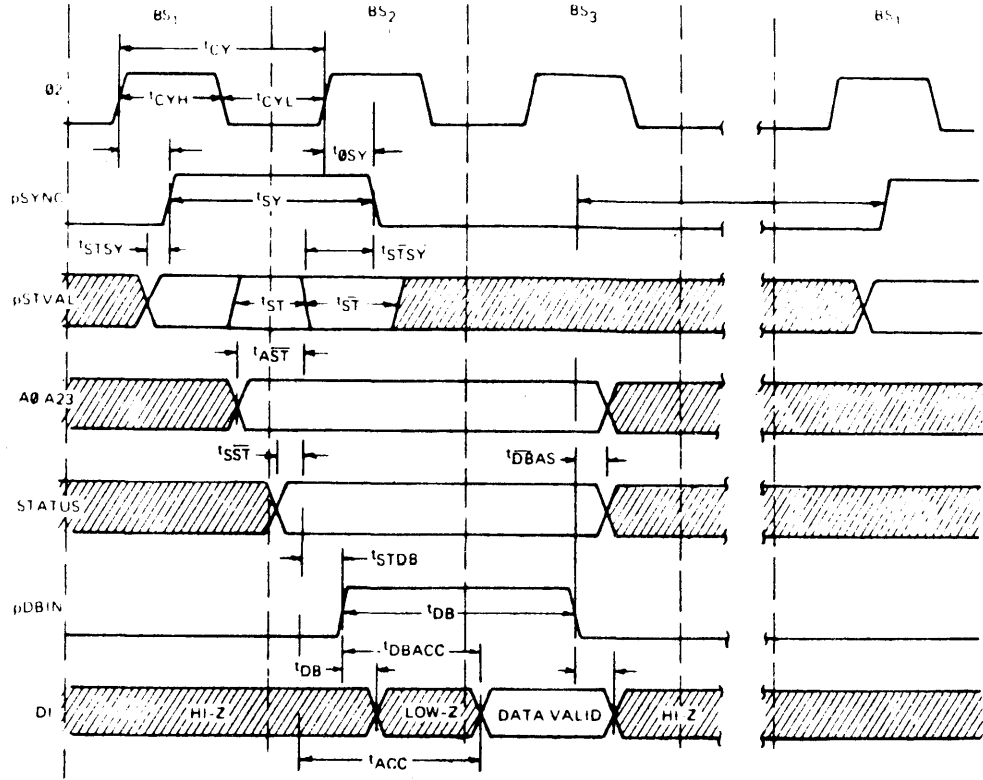 BS1 BS2 BS3 BS1
tCY
Ø2
tCYH tCYL
tØSY
pSYNC
tSY
tSTSY tS̅T̅SY
pSTVAL
tST tS̅T̅
tAS̅T̅
A0 A23
tSS̅T̅ tD̅B̅AS
STATUS
tSTDB
pDBIN
tDB
tDBACC
tDB
DI HI-Z LOW-Z DATA VALID HI-Z
tACC